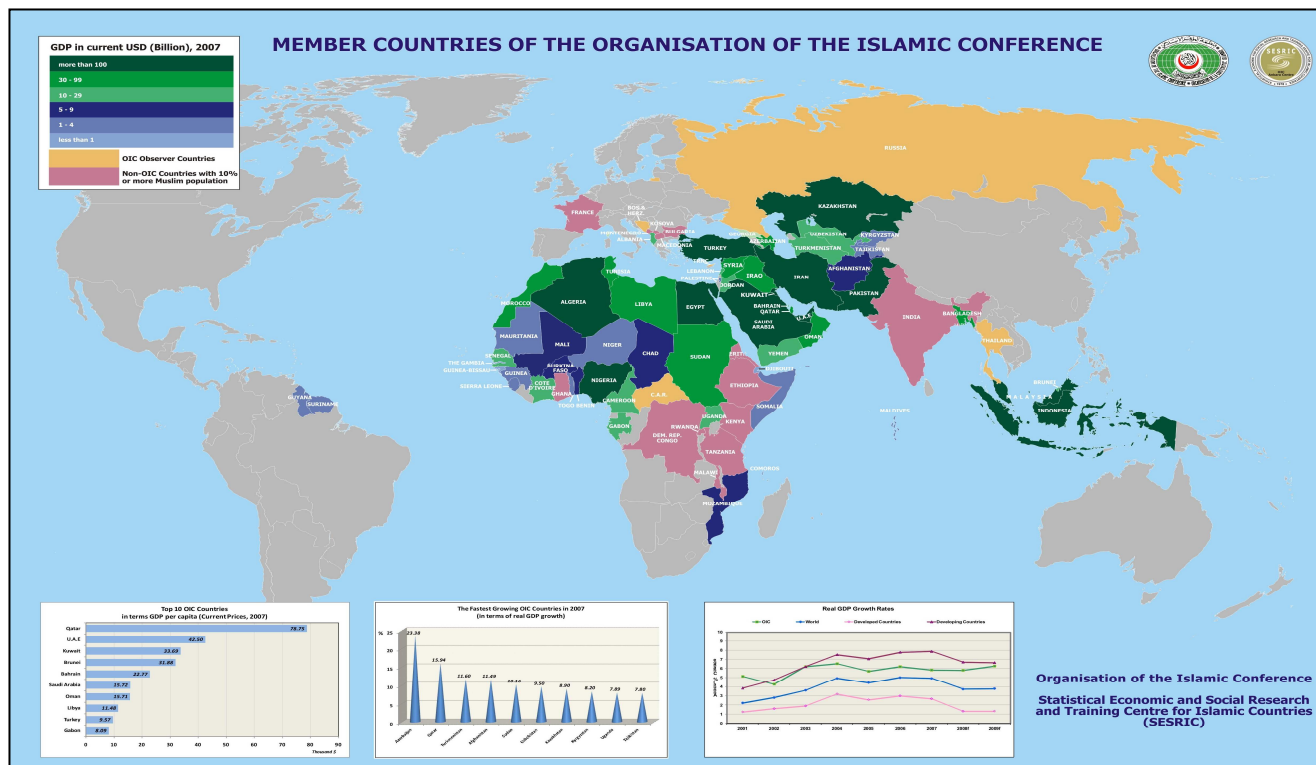 MEMBER COUNTRIES OF THE ORGANISATION OF THE ISLAMIC CONFERENCE
GDP in current USD (Billion), 2007
more than 100
30 - 99
10 - 29
5 - 9
1 - 4
less than 1
OIC Observer Countries
Non-OIC Countries with 10%
or more Muslim population
SESRIC
RUSSIA
KAZAKHSTAN
FRANCE
BOS.&
HERZ.
KOSOVA
BULGARIA
ALBANIA
MACEDONIA
TURKEY
AZERBAIJAN
UZBEKISTAN
KYRGYZSTAN
TURKMENISTAN
TAJIKISTAN
AFGHANISTAN
SYRIA
LEBANON
IRAQ
IRAN
JORDAN
PAKISTAN
KUWAIT
BAHRAIN
QATAR
U.A.E
SAUDI
ARABIA
OMAN
YEMEN
TUNISIA
MOROCCO
ALGERIA
LIBYA
EGYPT
MAURITANIA
MALI
NIGER
CHAD
SUDAN
ERIT.
DJIBOUTI
SENEGAL
THE GAMBIA
GUINEA-BISSAU
GUINEA
SIERRA LEONE
COTE
D'IVOIRE
BURKINA
FASO
GHANA
TOGO
BENIN
NIGERIA
CAMEROON
C.A.R.
ETHIOPIA
SOMALIA
GABON
UGANDA
KENYA
RWANDA
DEM. REP.
CONGO
TANZANIA
MALAWI
COMOROS
MOZAMBIQUE
INDIA
BANGLADESH
THAILAND
MALDIVES
BRUNEI
MALAYSIA
INDONESIA
GUYANA
SURINAME
Top 10 OIC Countries
in terms GDP per capita (Current Prices, 2007)
Qatar 78.75
U.A.E 42.50
Kuwait 33.69
Brunei 31.88
Bahrain 22.77
Saudi Arabia 15.72
Oman 15.71
Libya 11.48
Turkey 9.57
Gabon 8.09
0 10 20 30 40 50 60 70 80 90
Thousand $
The Fastest Growing OIC Countries in 2007
(in terms of real GDP growth)
%
25
20
15
10
5
0
23.38 15.94 11.60 11.49 9.50 8.90 8.20 7.89 7.80
Azerbaijan Qatar Turkmenistan Afghanistan Sudan Uzbekistan Kazakhstan Kyrgyzstan Uganda Tajikistan
Real GDP Growth Rates
OIC World Developed Countries Developing Countries
10
9
8
7
6
5
4
3
2
1
0
2001 2002 2003 2004 2005 2006 2007 2008f 2009f
Organisation of the Islamic Conference
Statistical Economic and Social Research
and Training Centre for Islamic Countries
(SESRIC)